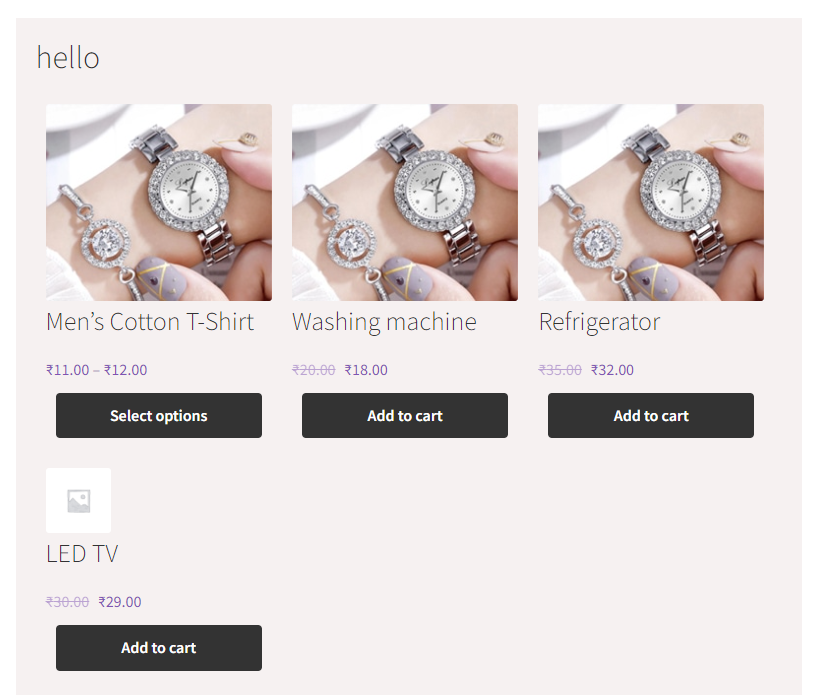 hello
Men’s Cotton T-Shirt
Washing machine
Refrigerator
₹11.00 – ₹12.00
₹20.00 ₹18.00
₹35.00 ₹32.00
Select options
Add to cart
Add to cart
LED TV
₹30.00 ₹29.00
Add to cart